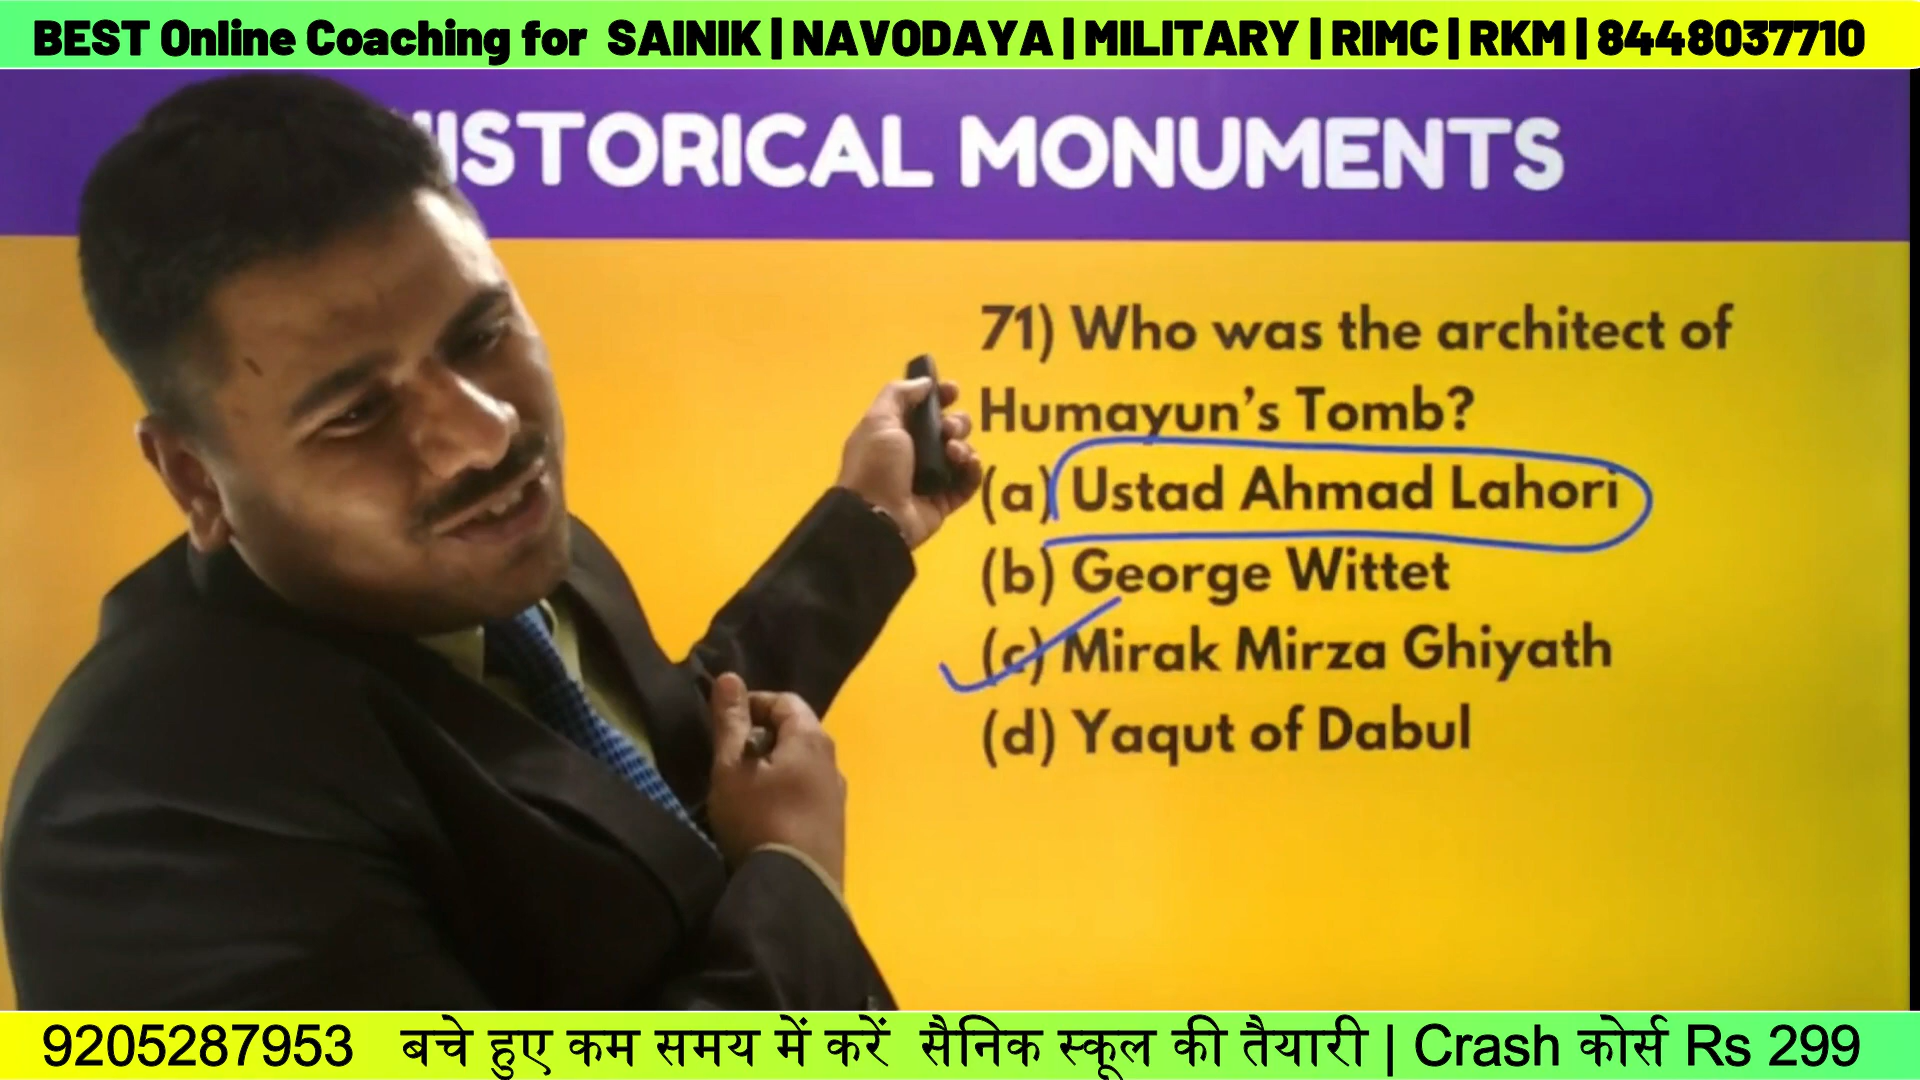 BEST Online Coaching for SAINIK | NAVODAYA | MILITARY | RIMC | RKM | 8448037710
HISTORICAL MONUMENTS
71) Who was the architect of
Humayun's Tomb?
(a) Ustad Ahmad Lahori
(b) George Wittet
(c) Mirak Mirza Ghiyath
(d) Yaqut of Dabul
9205287953 बचे हुए कम समय में करें सैनिक स्कूल की तैयारी | Crash कोर्स Rs 299